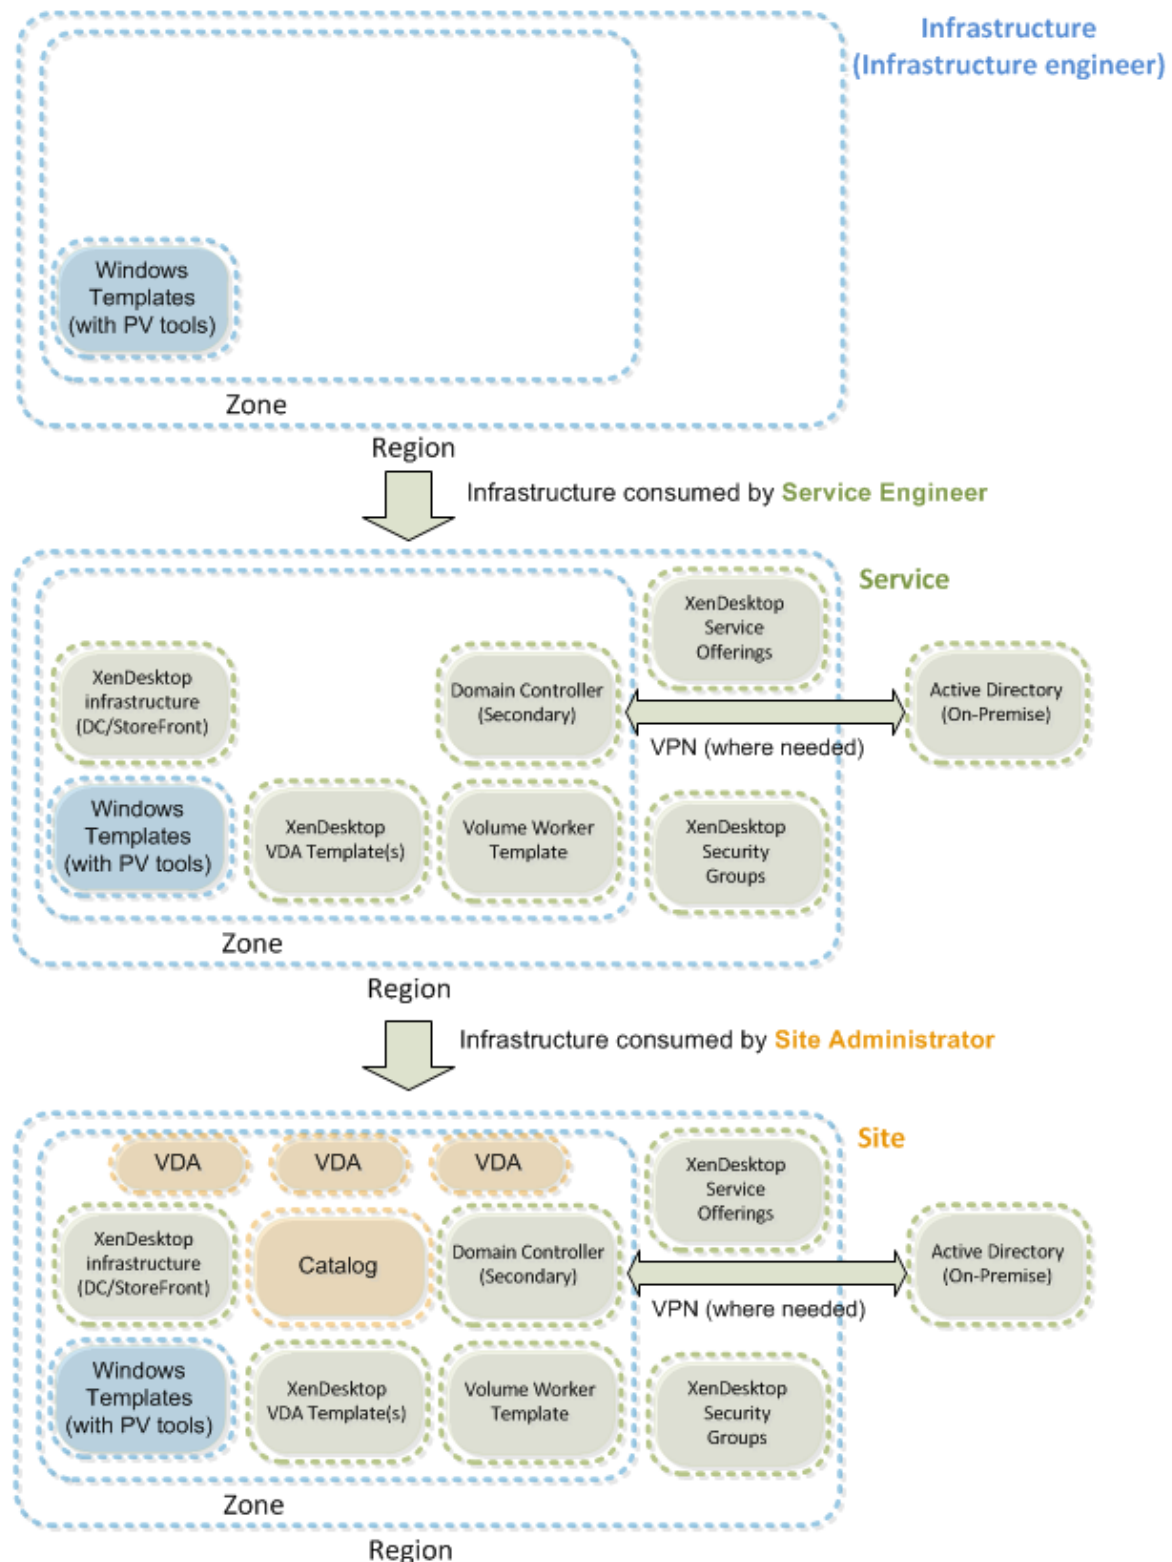 Infrastructure
(Infrastructure engineer)
Windows
Templates
(with PV tools)
Zone
Region
Infrastructure consumed by Service Engineer
Service
XenDesktop
Service
Offerings
XenDesktop
infrastructure
(DC/StoreFront)
Domain Controller
(Secondary)
Active Directory
(On-Premise)
VPN (where needed)
Windows
Templates
(with PV tools)
XenDesktop
VDA Template(s)
Volume Worker
Template
XenDesktop
Security
Groups
Zone
Region
Infrastructure consumed by Site Administrator
Site
VDA
VDA
VDA
XenDesktop
Service
Offerings
XenDesktop
infrastructure
(DC/StoreFront)
Catalog
Domain Controller
(Secondary)
Active Directory
(On-Premise)
VPN (where needed)
Windows
Templates
(with PV tools)
XenDesktop
VDA Template(s)
Volume Worker
Template
XenDesktop
Security
Groups
Zone
Region